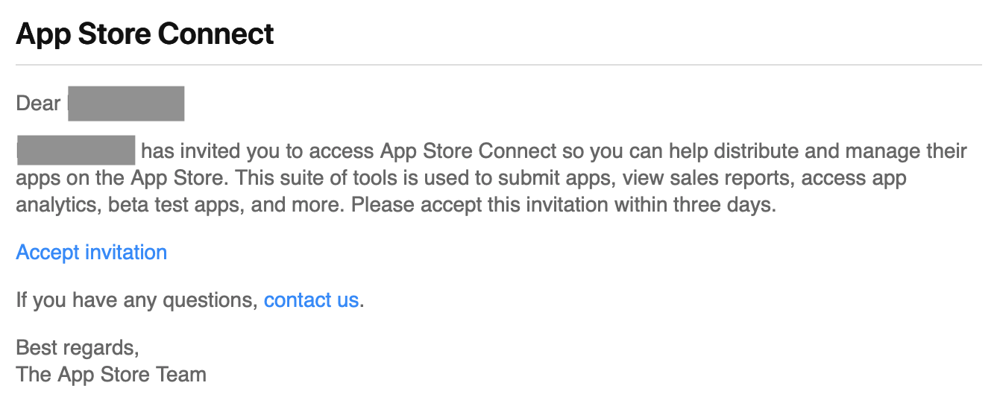 App Store Connect
Dear
has invited you to access App Store Connect so you can help distribute and manage their
apps on the App Store. This suite of tools is used to submit apps, view sales reports, access app
analytics, beta test apps, and more. Please accept this invitation within three days.
Accept invitation
If you have any questions, contact us.
Best regards,
The App Store Team